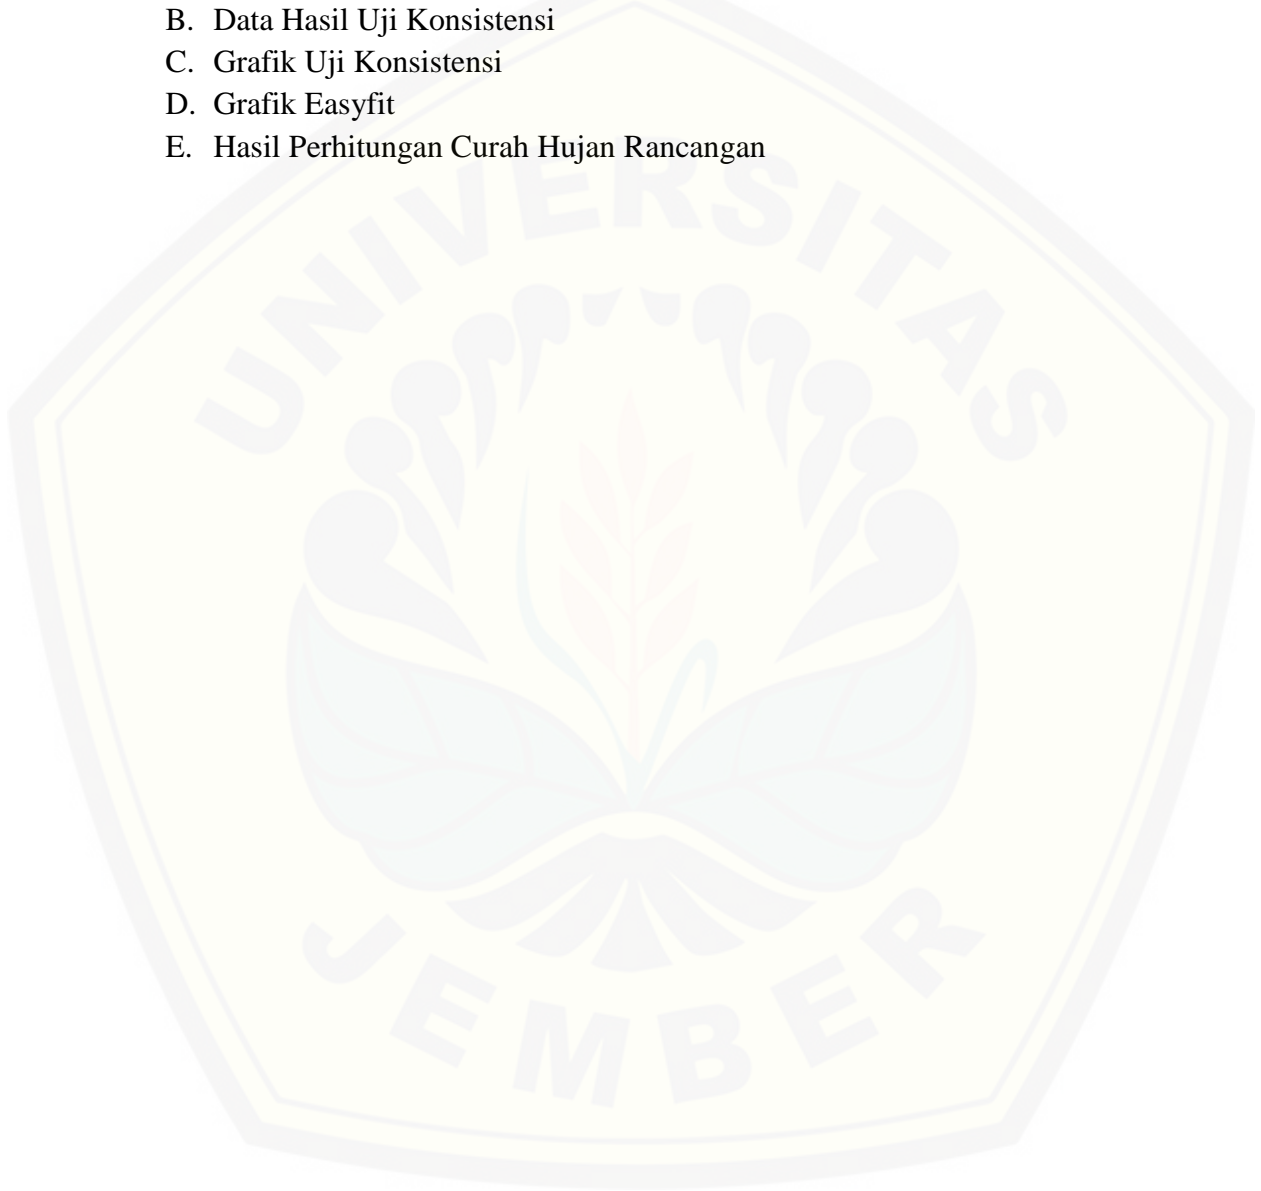 B. Data Hasil Uji Konsistensi
C. Grafik Uji Konsistensi
D. Grafik Easyfit
E. Hasil Perhitungan Curah Hujan Rancangan
UNIVERSITAS
JEMBER